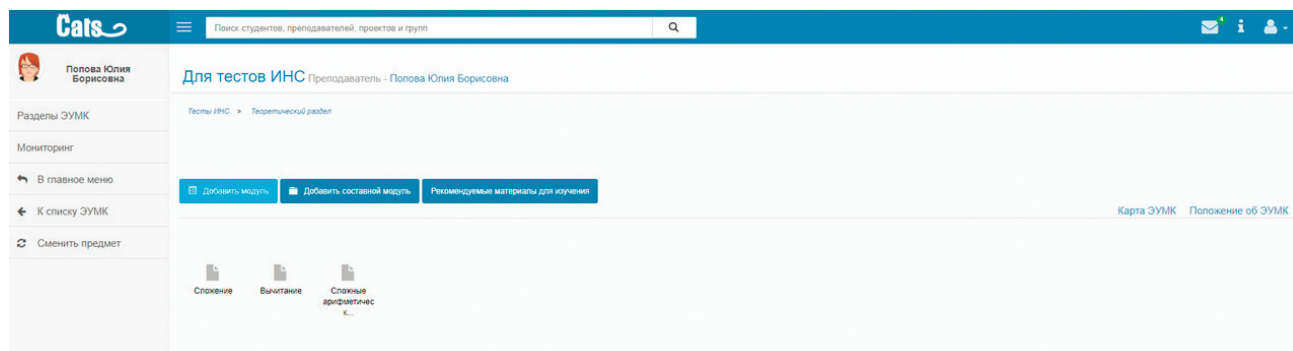 Cats
Поиск студентов, преподавателей, проектов и групп
4
Попова Юлия
Борисовна
Разделы ЭУМК
Мониторинг
В главное меню
К списку ЭУМК
Сменить предмет
Для тестов ИНС Преподаватель - Попова Юлия Борисовна
Тесты ИНС > Теоретический раздел
Добавить модуль
Добавить составной модуль
Рекомендуемые материалы для изучения
Карта ЭУМК Положение об ЭУМК
Сложение
Вычитание
Сложные
арифметичес
к...